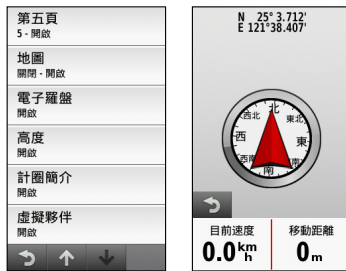 第五頁
5 - 開啟
地圖
關閉 - 開啟
電子羅盤
開啟
高度
開啟
計圈簡介
開啟
虛擬夥伴
開啟
N 25° 3.712'
E 121°38.407'
北
西北
東北
西
東
西南
南
目前速度
移動距離
0.0 km/h
0m